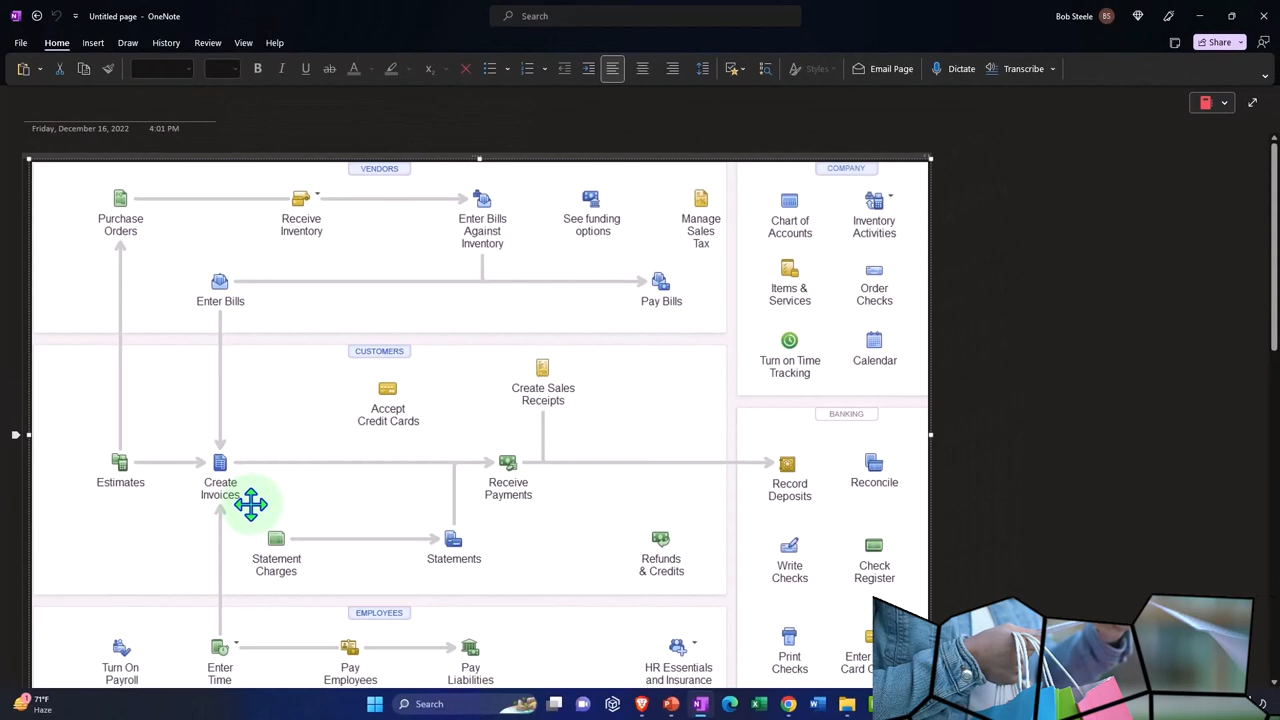 Untitled page - OneNote
Search
Bob Steele
BS
File
Home
Insert
Draw
History
Review
View
Help
Share
B
I
U
ab
A
Styles
Email Page
Dictate
Transcribe
Friday, December 16, 2022
4:01 PM
VENDORS
Purchase
Orders
Receive
Inventory
Enter Bills
Against
Inventory
See funding
options
Manage
Sales
Tax
Enter Bills
Pay Bills
COMPANY
Chart of
Accounts
Inventory
Activities
Items &
Services
Order
Checks
Turn on Time
Tracking
Calendar
CUSTOMERS
Accept
Credit Cards
Create Sales
Receipts
Estimates
Create
Invoices
Receive
Payments
Statement
Charges
Statements
Refunds
& Credits
BANKING
Record
Deposits
Reconcile
Write
Checks
Check
Register
Print
Checks
Enter
Card
EMPLOYEES
Turn On
Payroll
Enter
Time
Pay
Employees
Pay
Liabilities
HR Essentials
and Insurance
71°F
Haze
Search